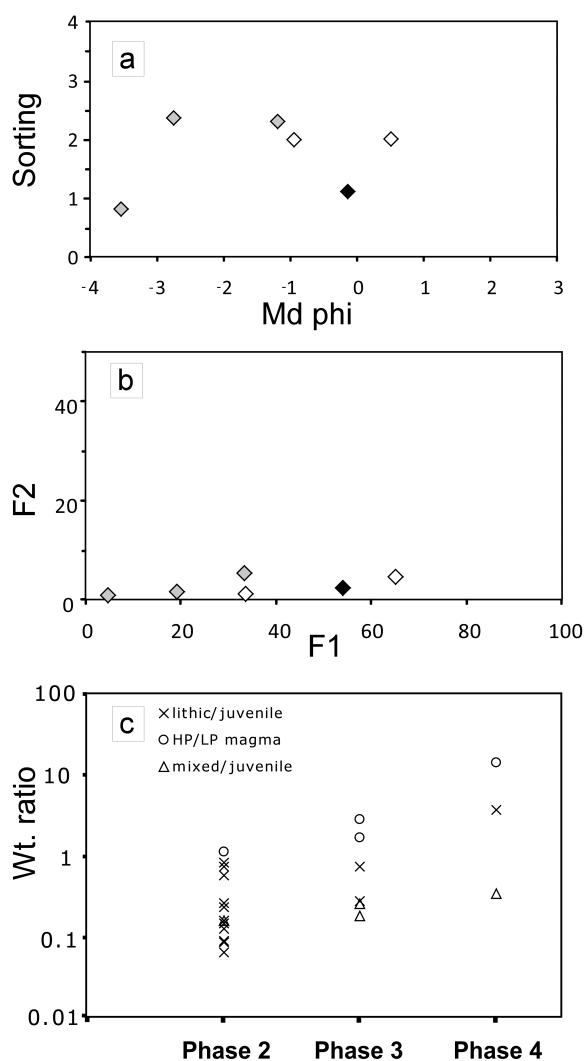 a
Sorting
4
3
2
1
0
-4 -3 -2 -1 0 1 2 3
Md phi
b
F2
40
20
0
0 20 40 60 80 100
F1
c
lithic/juvenile
HP/LP magma
mixed/juvenile
Wt. ratio
100
10
1
0.1
0.01
Phase 2 Phase 3 Phase 4